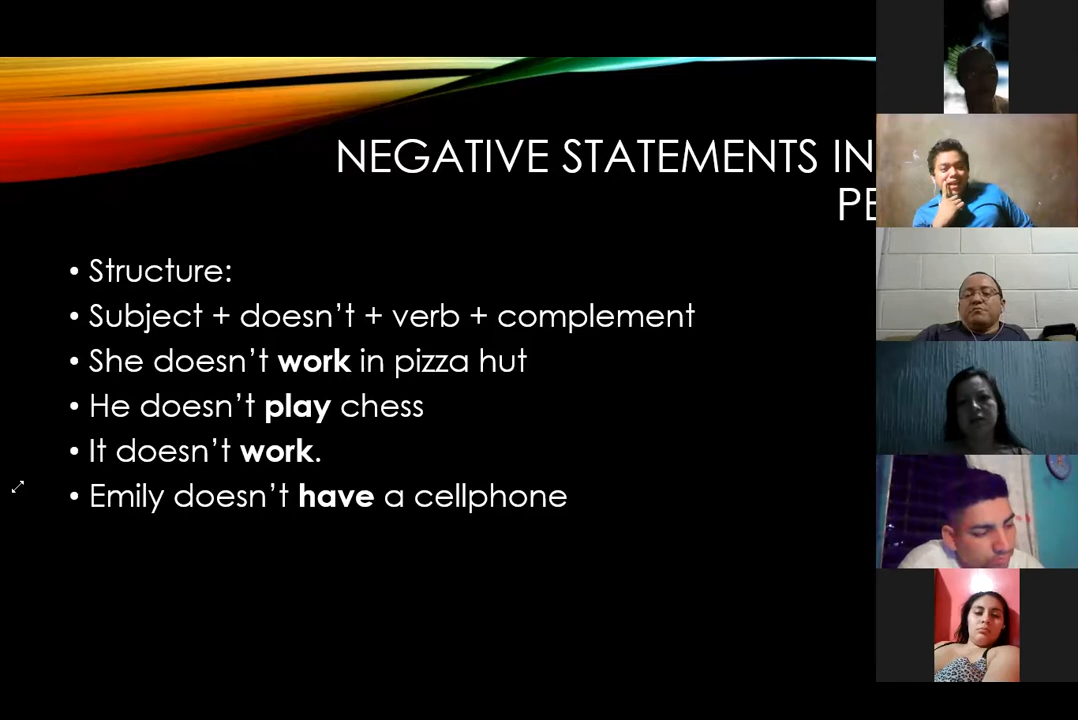 NEGATIVE STATEMENTS IN
• Structure:
• Subject + doesn’t + verb + complement
• She doesn’t work in pizza hut
• He doesn’t play chess
• It doesn’t work.
• Emily doesn’t have a cellphone